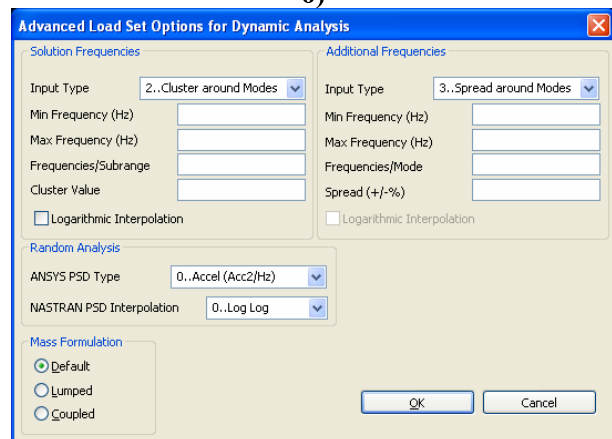 б)
Advanced Load Set Options for Dynamic Analysis
Solution Frequencies
Input Type 2..Cluster around Modes
Min Frequency (Hz)
Max Frequency (Hz)
Frequencies/Subrange
Cluster Value
Logarithmic Interpolation
Additional Frequencies
Input Type 3..Spread around Modes
Min Frequency (Hz)
Max Frequency (Hz)
Frequencies/Mode
Spread (+/-%)
Logarithmic Interpolation
Random Analysis
ANSYS PSD Type 0..Accel (Acc2/Hz)
NASTRAN PSD Interpolation 0..Log Log
Mass Formulation
Default
Lumped
Coupled
OK
Cancel